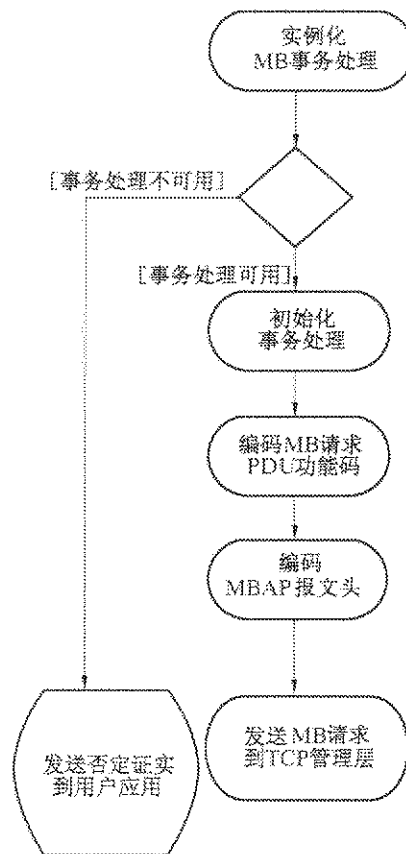 实例化
MB事务处理
[事务处理不可用]
[事务处理可用]
初始化
事务处理
编码MB请求
PDU功能码
编码
MBAP报文头
发送否定证实
到用户应用
发送MB请求
到TCP管理层